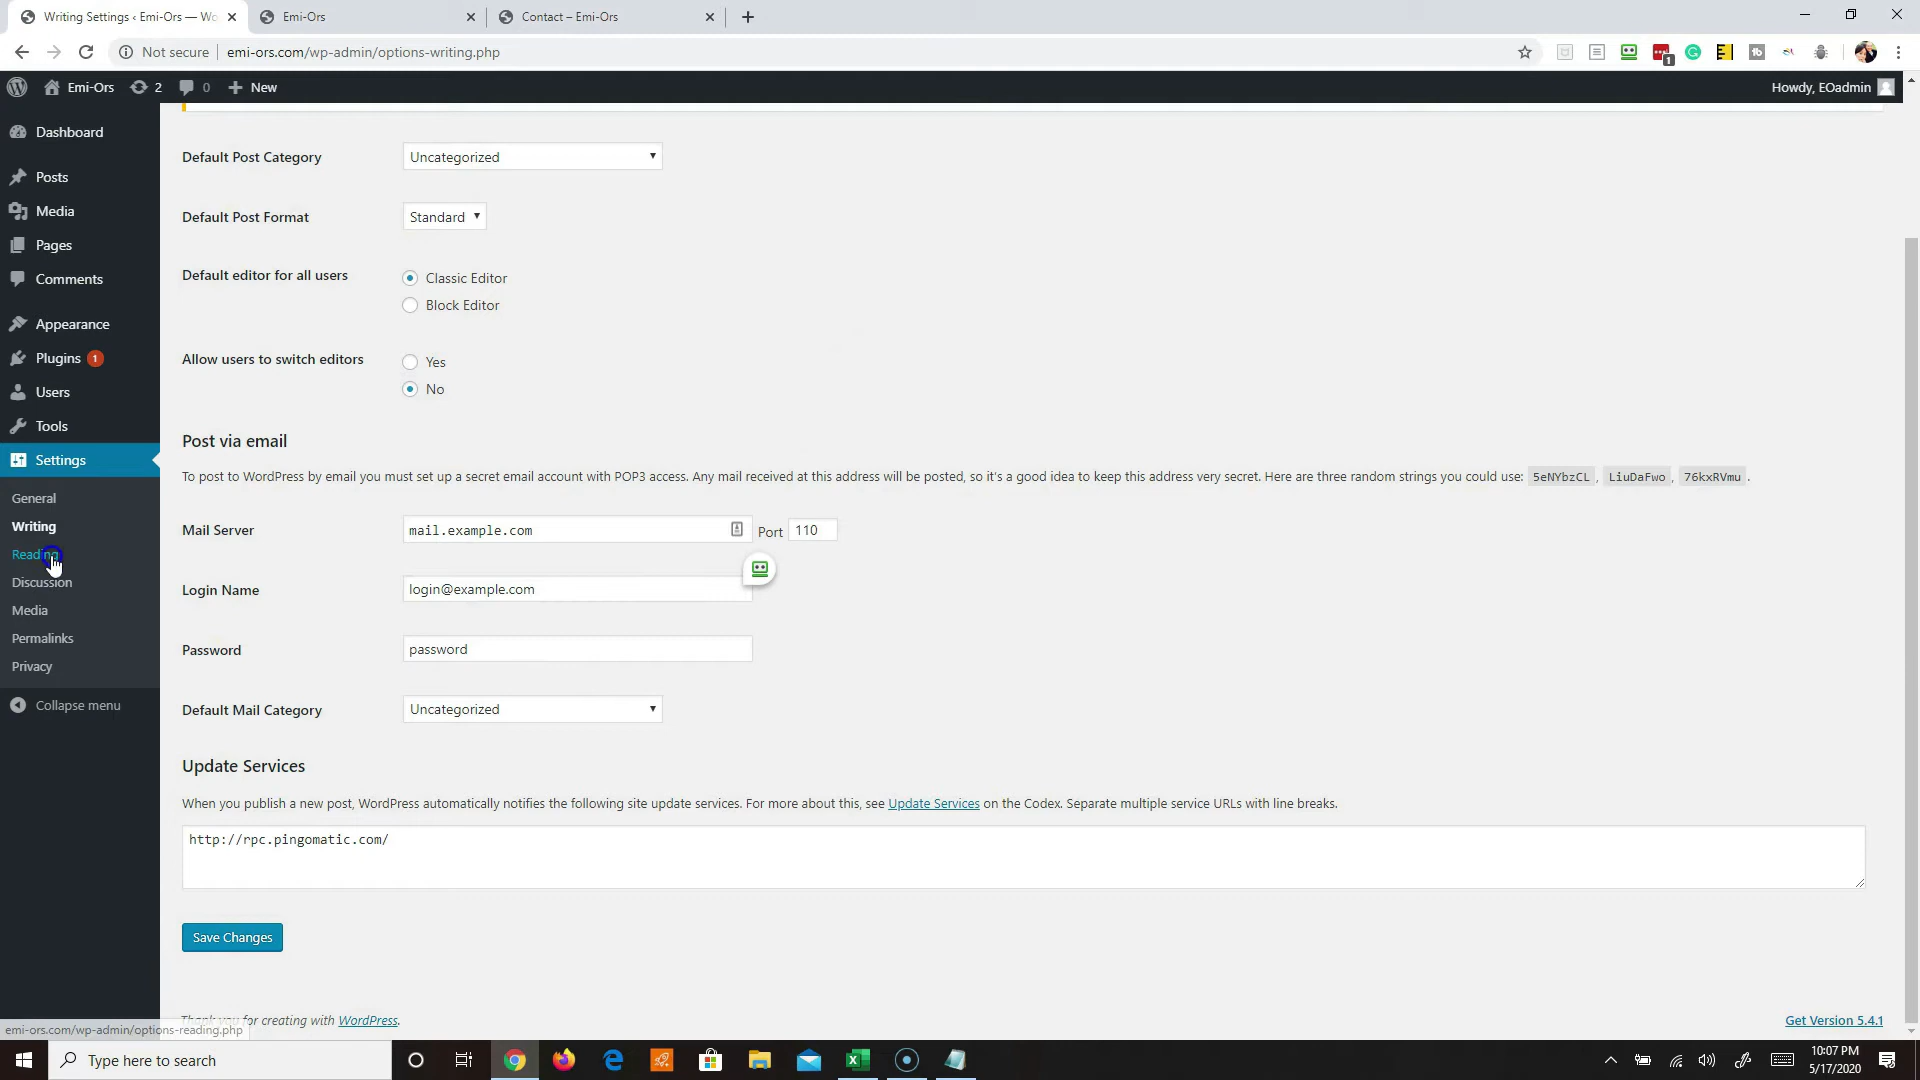 Writing Settings ‹ Emi-Ors — Wo
Emi-Ors
Contact – Emi-Ors
Not secure
emi-ors.com/wp-admin/options-writing.php
1
Emi-Ors
2
0
New
Howdy, EOadmin
Dashboard
Posts
Media
Pages
Comments
Appearance
Plugins 1
Users
Tools
Settings
General
Writing
Reading
Discussion
Media
Permalinks
Privacy
Collapse menu
Default Post Category
Uncategorized
Default Post Format
Standard
Default editor for all users
Classic Editor
Block Editor
Allow users to switch editors
Yes
No
Post via email
To post to WordPress by email you must set up a secret email account with POP3 access. Any mail received at this address will be posted, so it's a good idea to keep this address very secret. Here are three random strings you could use: 5eNYbzCL , LiuDaFwo , 76kxRVmu .
Mail Server
mail.example.com
Port
110
Login Name
login@example.com
Password
password
Default Mail Category
Uncategorized
Update Services
When you publish a new post, WordPress automatically notifies the following site update services. For more about this, see Update Services on the Codex. Separate multiple service URLs with line breaks.
http://rpc.pingomatic.com/
Save Changes
Thank you for creating with WordPress.
Get Version 5.4.1
emi-ors.com/wp-admin/options-reading.php
Type here to search
10:07 PM
5/17/2020